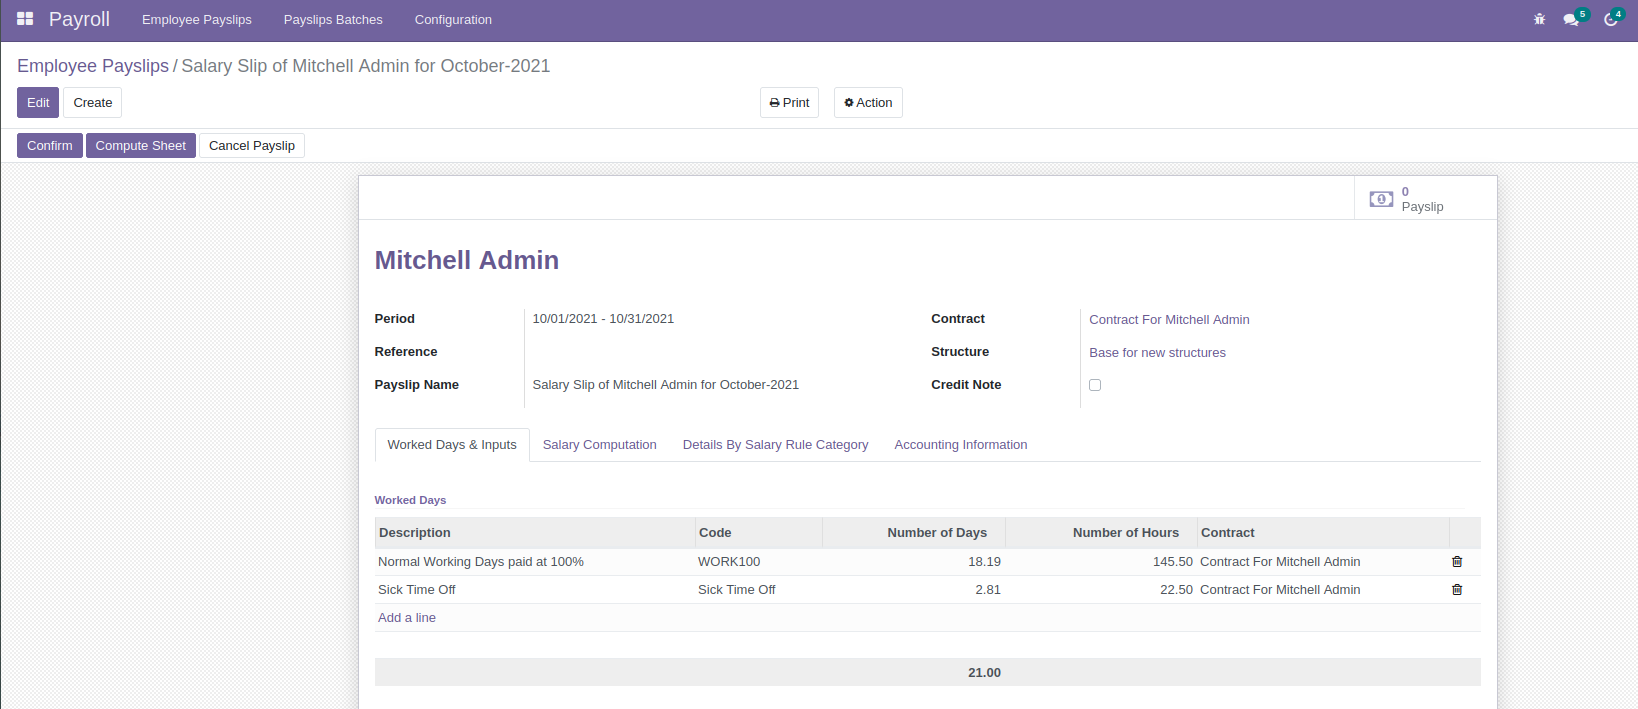 Payroll Employee Payslips Payslips Batches Configuration 5 4
Employee Payslips / Salary Slip of Mitchell Admin for October-2021
Edit Create Print Action
Confirm Compute Sheet Cancel Payslip
0
Payslip
Mitchell Admin
Period 10/01/2021 - 10/31/2021 Contract Contract For Mitchell Admin
Reference Structure Base for new structures
Payslip Name Salary Slip of Mitchell Admin for October-2021 Credit Note
Worked Days & Inputs Salary Computation Details By Salary Rule Category Accounting Information
Worked Days
Description Code Number of Days Number of Hours Contract
Normal Working Days paid at 100% WORK100 18.19 145.50 Contract For Mitchell Admin
Sick Time Off Sick Time Off 2.81 22.50 Contract For Mitchell Admin
Add a line
21.00